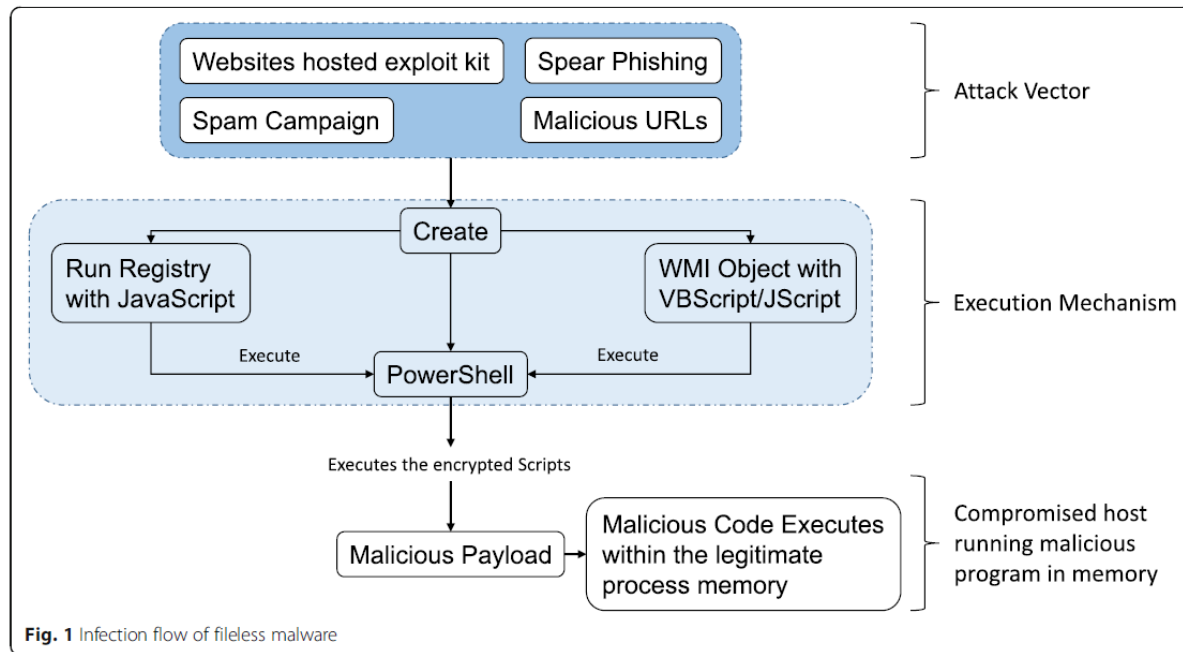 Websites hosted exploit kit
Spear Phishing
Spam Campaign
Malicious URLs
Attack Vector
Create
Run Registry
with JavaScript
WMI Object with
VBScript/JScript
Execution Mechanism
Execute
Execute
PowerShell
Executes the encrypted Scripts
Malicious Payload
Malicious Code Executes
within the legitimate
process memory
Compromised host
running malicious
program in memory
Fig. 1 Infection flow of fileless malware